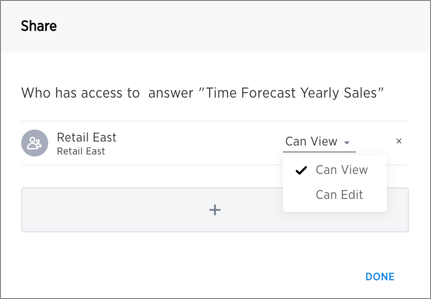 Share
Who has access to answer "Time Forecast Yearly Sales"
Retail East
Retail East
Can View
×
Can View
Can Edit
+
DONE